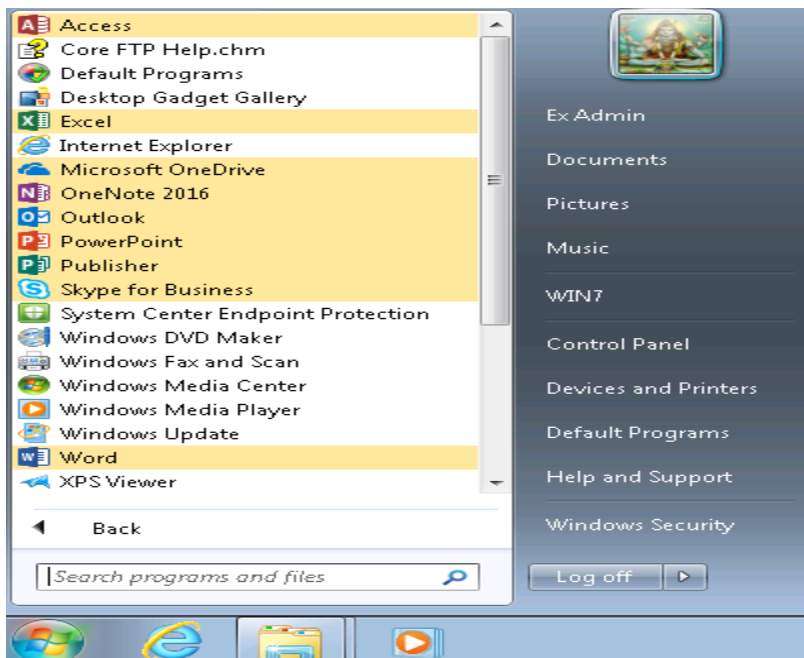 Access
Core FTP Help.chm
Default Programs
Desktop Gadget Gallery
Excel
Internet Explorer
Microsoft OneDrive
OneNote 2016
Outlook
PowerPoint
Publisher
Skype for Business
System Center Endpoint Protection
Windows DVD Maker
Windows Fax and Scan
Windows Media Center
Windows Media Player
Windows Update
Word
XPS Viewer
Back
Search programs and files
Ex Admin
Documents
Pictures
Music
WIN7
Control Panel
Devices and Printers
Default Programs
Help and Support
Windows Security
Log off